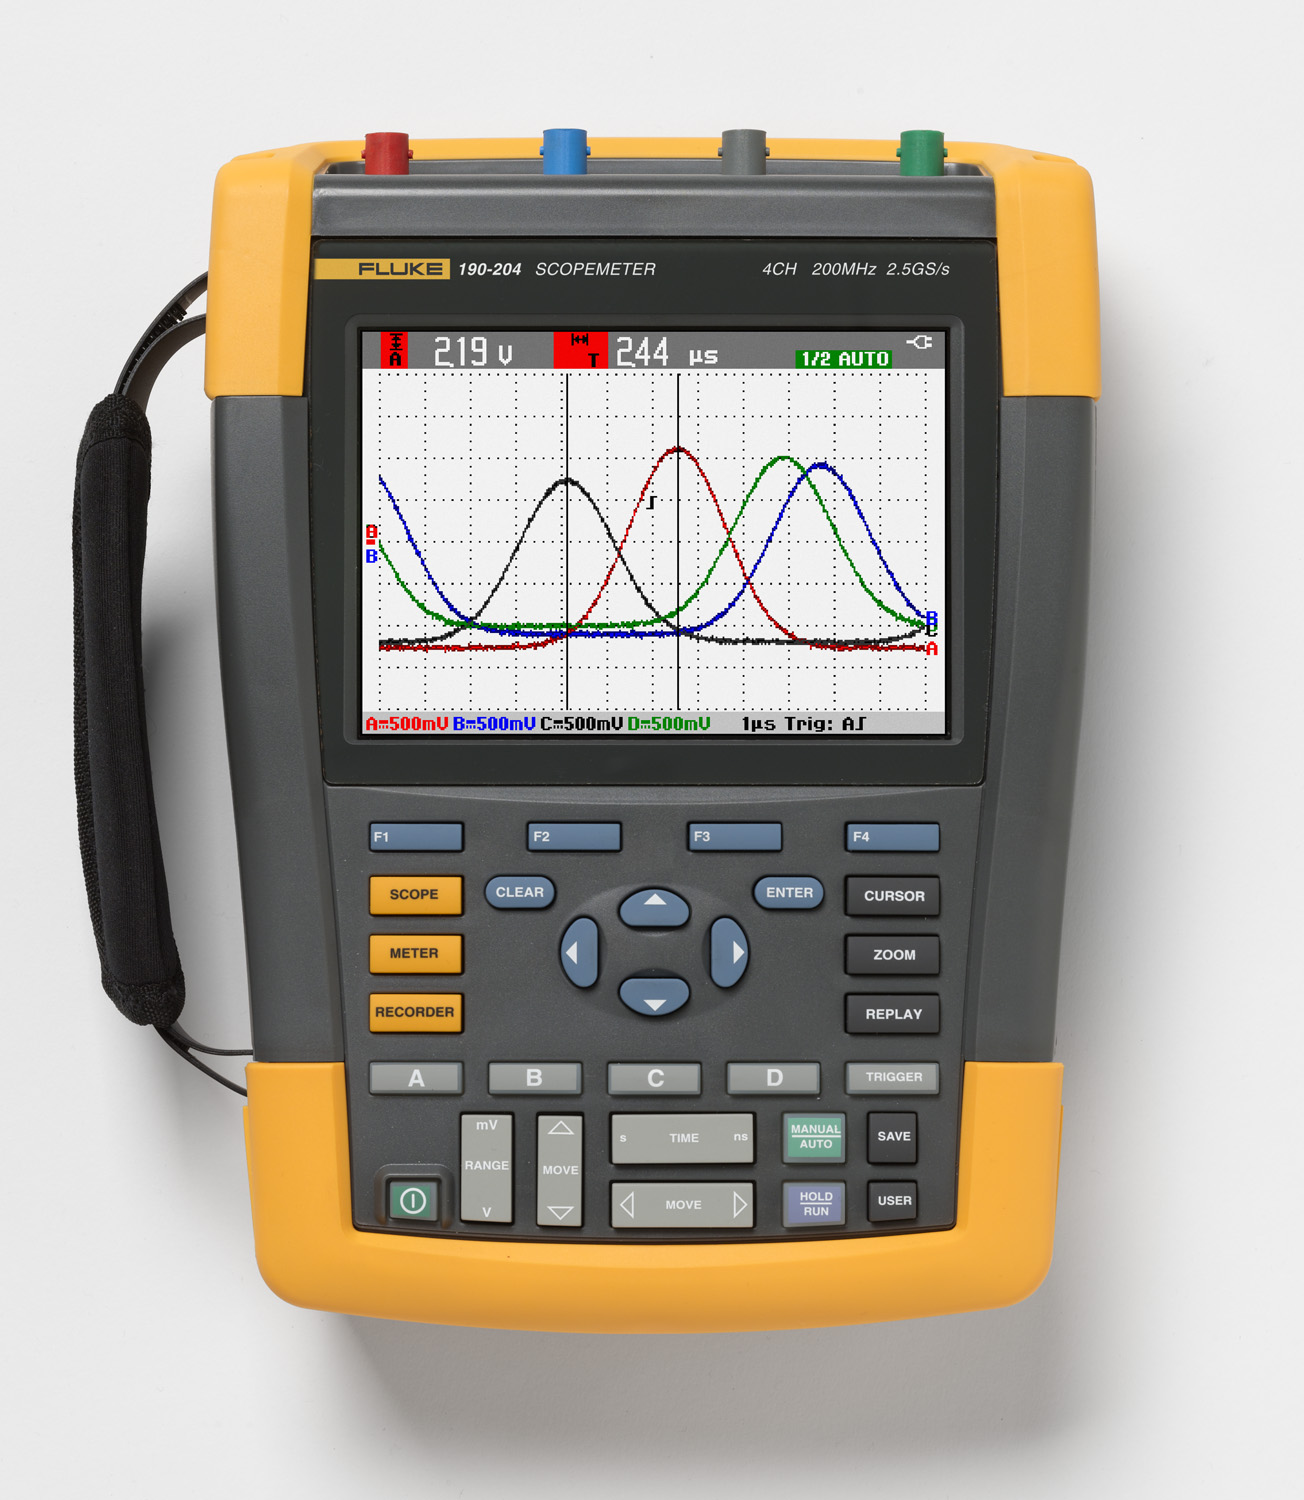 FLUKE 190-204 SCOPEMETER 4CH 200MHz 2.5GS/s
A 2.19 V T 2.44 µs 1/2 AUTO
B
B
C
A
A=500mV B=500mV C=500mV D=500mV 1µs Trig: A
F1 F2 F3 F4
SCOPE CLEAR ENTER CURSOR
METER ZOOM
RECORDER REPLAY
A B C D TRIGGER
mV
RANGE
V
MOVE
s TIME ns
MOVE
MANUAL
AUTO
SAVE
HOLD
RUN
USER